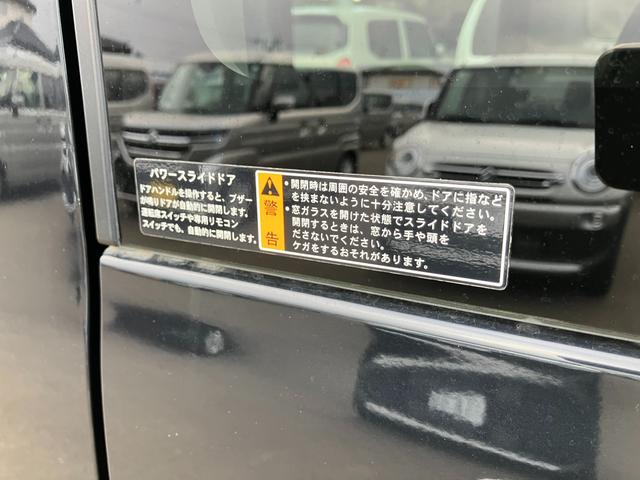 パワースライドドア
ドアハンドルを操作すると、ブザー
が鳴りドアが自動的に開閉します。
運転席スイッチや専用リモコン
スイッチでも、自動的に開閉します。
警告
●開閉時は周囲の安全を確かめ、ドアに指など
を挟まないように十分注意してください。
●窓ガラスを開けた状態でスライドドアを
開閉するときは、窓から手や頭を
ださないでください。
ケガをするおそれがあります。